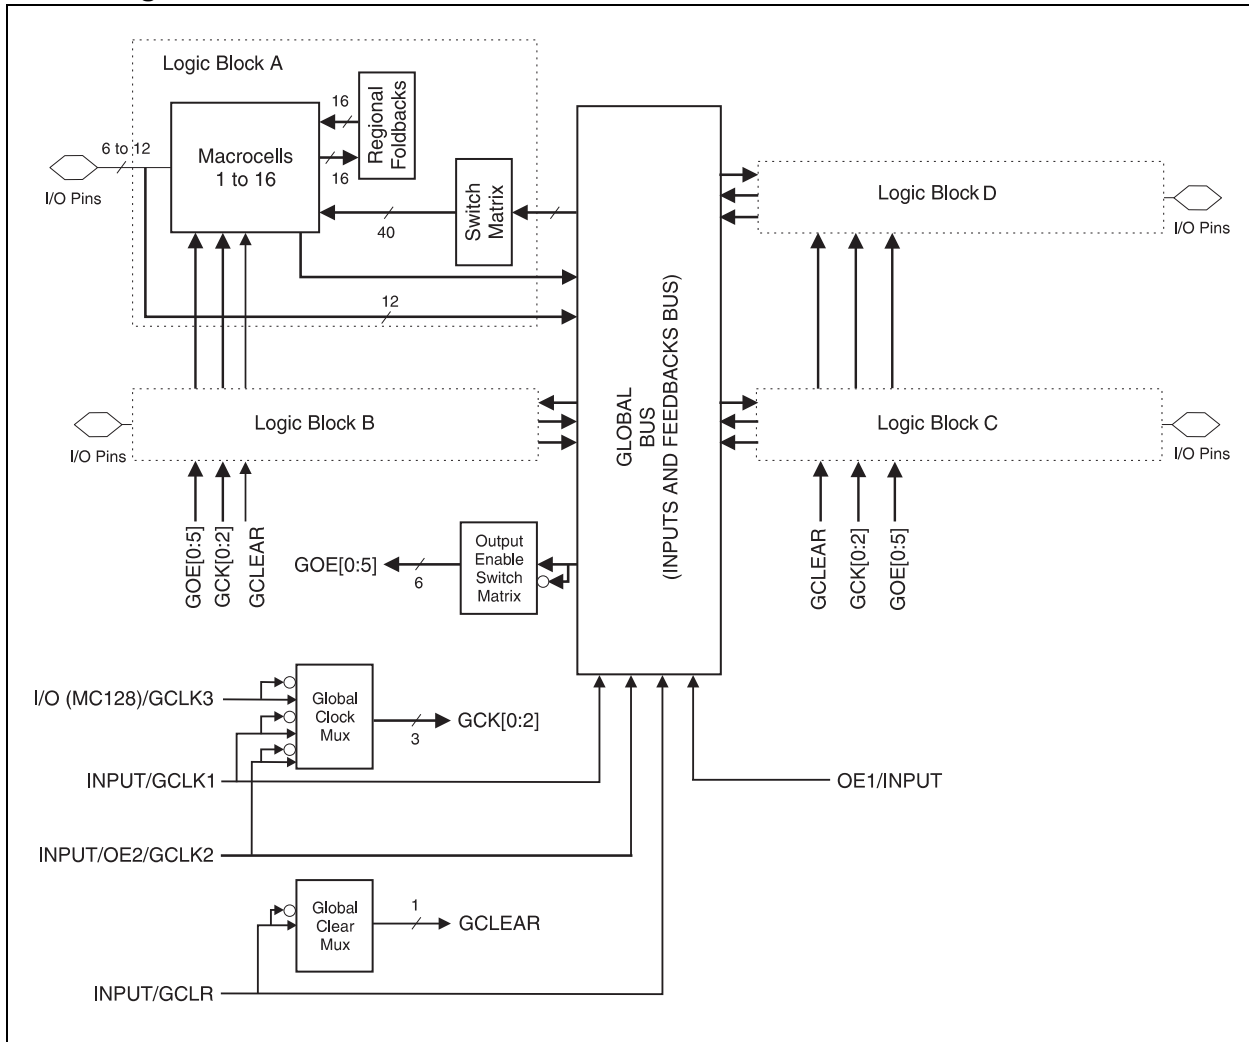 Logic Block A
16
Regional
Foldbacks
Macrocells
1 to 16
16
6 to 12
I/O Pins
40
Switch
Matrix
12
Logic Block D
I/O Pins
GLOBAL
BUS
(INPUTS AND FEEDBACKS BUS)
Logic Block B
I/O Pins
Logic Block C
I/O Pins
GOE[0:5]
GCK[0:2]
GCLEAR
GOE[0:5]
6
Output
Enable
Switch
Matrix
GCLEAR
GCK[0:2]
GOE[0:5]
I/O (MC128)/GCLK3
Global
Clock
Mux
3
GCK[0:2]
INPUT/GCLK1
OE1/INPUT
INPUT/OE2/GCLK2
Global
Clear
Mux
1
GCLEAR
INPUT/GCLR